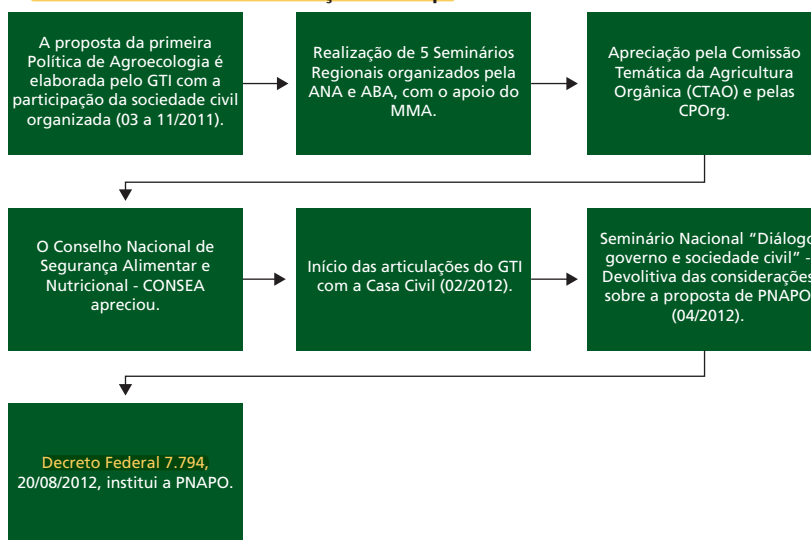 A proposta da primeira
Política de Agroecologia é
elaborada pelo GTI com a
participação da sociedade civil
organizada (03 a 11/2011).
Realização de 5 Seminários
Regionais organizados pela
ANA e ABA, com o apoio do
MMA.
Apreciação pela Comissão
Temática da Agricultura
Orgânica (CTAO) e pelas
CPOrg.
O Conselho Nacional de
Segurança Alimentar e
Nutricional - CONSEA
apreciou.
Início das articulações do GTI
com a Casa Civil (02/2012).
Seminário Nacional “Diálogo
governo e sociedade civil” -
Devolitiva das considerações
sobre a proposta de PNAPO
(04/2012).
Decreto Federal 7.794,
20/08/2012, institui a PNAPO.